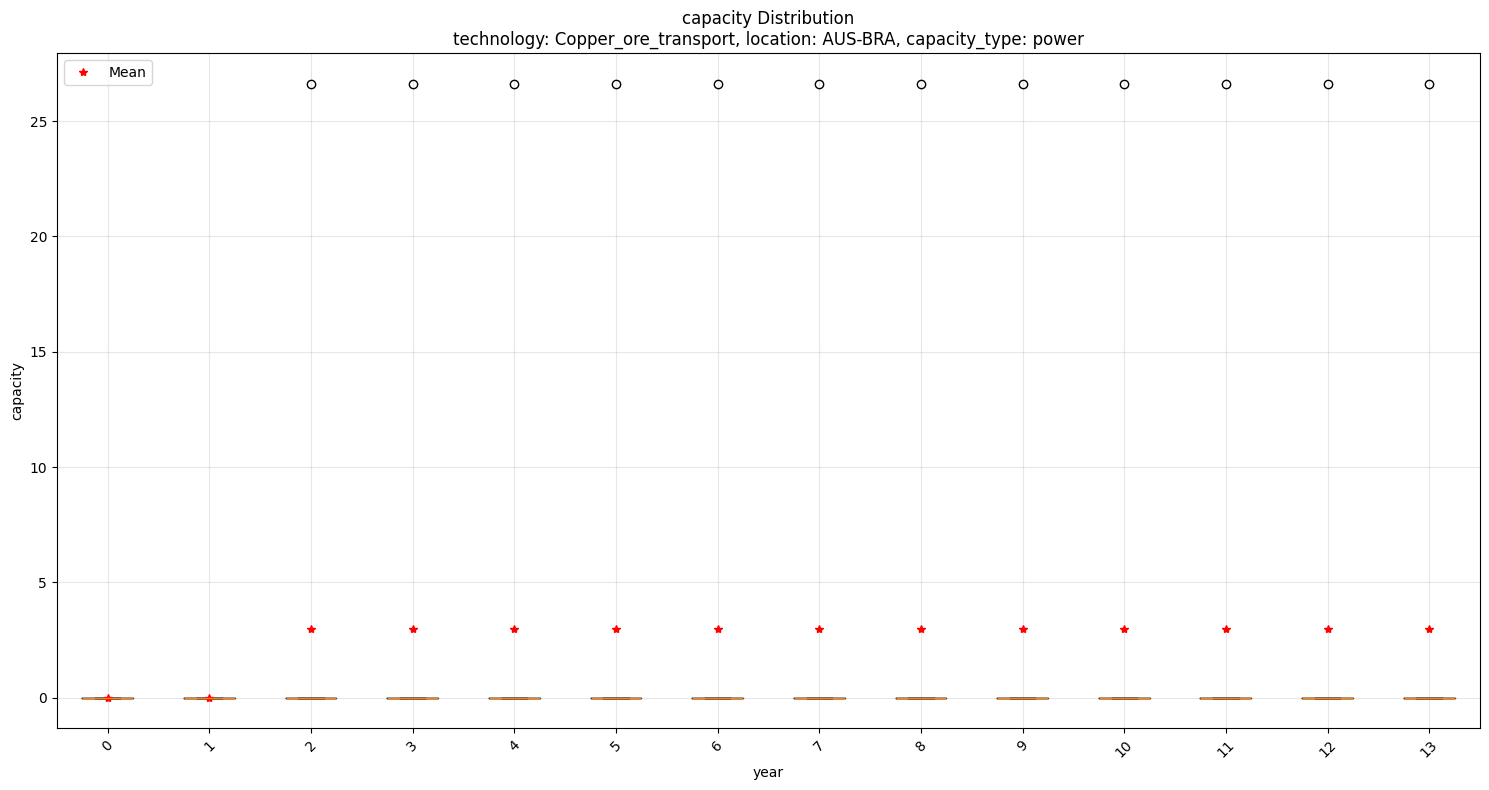 capacity Distribution
technology: Copper_ore_transport, location: AUS-BRA, capacity_type: power
Mean
25
20
15
10
5
0
capacity
0 1 2 3 4 5 6 7 8 9 10 11 12 13
year